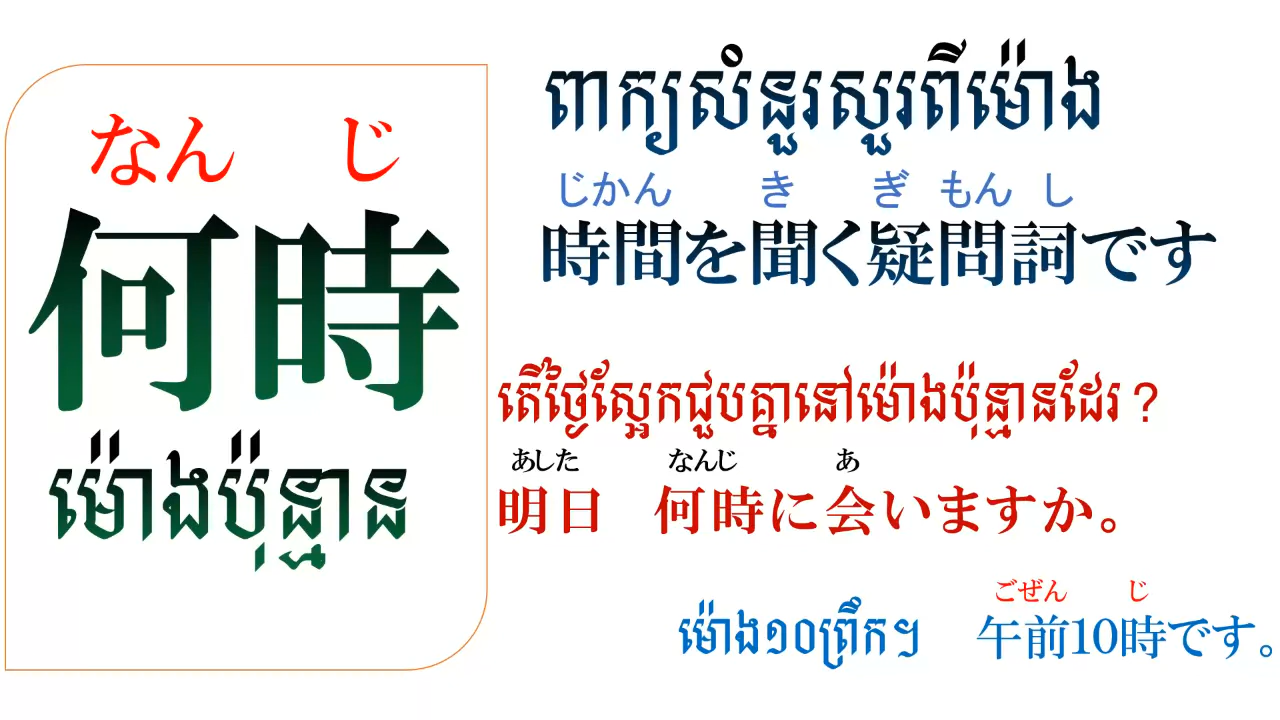 なん じ
何時
ម៉ោងប៉ុន្មាន
ពាក្យសំនួរសួរពីម៉ោង
じかん き ぎ もん し
時間を聞く疑問詞です
តើថ្ងៃស្អែកជួបគ្នានៅម៉ោងប៉ុន្មានដែរ?
あした なんじ あ
明日 何時に会いますか。
ម៉ោង១០ព្រឹក។
ごぜん じ
午前10時です。